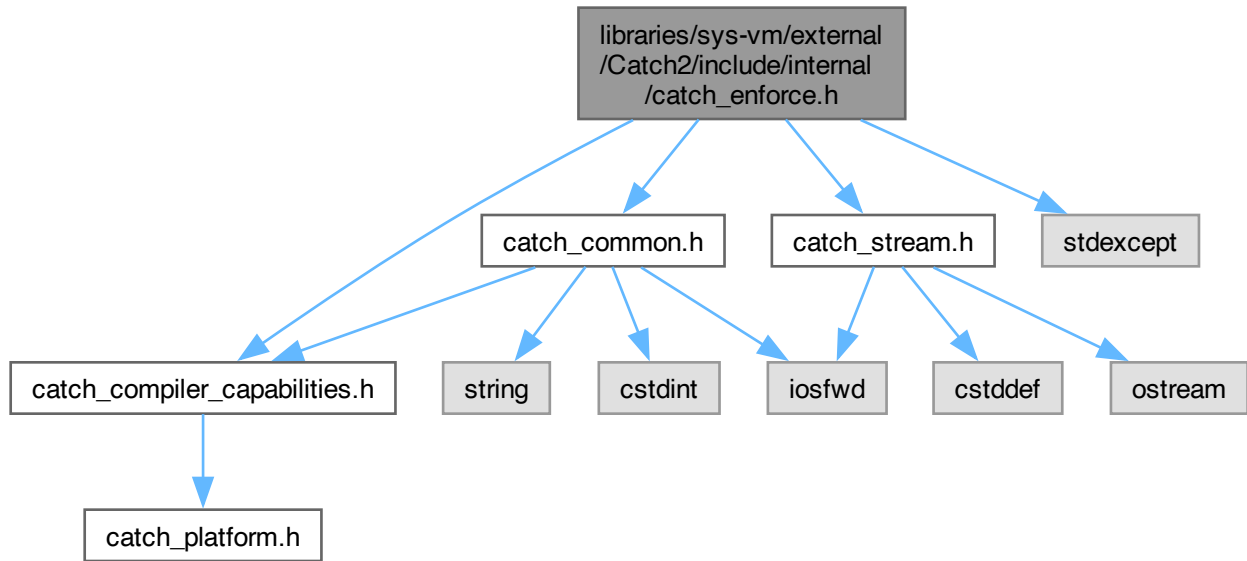 libraries/sys-vm/external
/Catch2/include/internal
/catch_enforce.h
catch_common.h
catch_stream.h
stdexcept
catch_compiler_capabilities.h
string
cstdint
iosfwd
cstddef
ostream
catch_platform.h